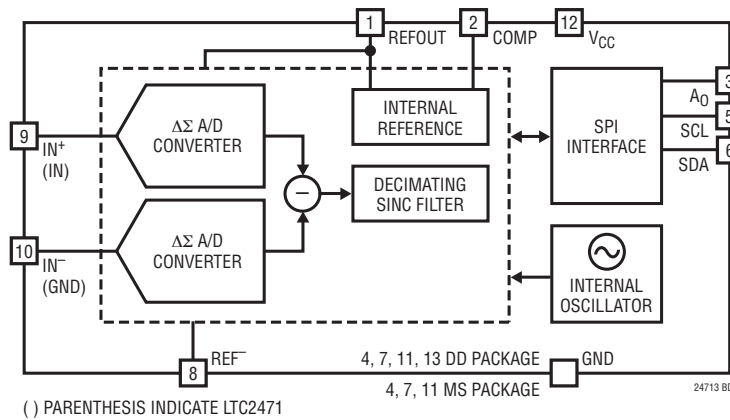 1
REFOUT
2
COMP
12
VCC
9
IN+
(IN)
10
IN–
(GND)
ΔΣ A/D
CONVERTER
ΔΣ A/D
CONVERTER
INTERNAL
REFERENCE
–
DECIMATING
SINC FILTER
SPI
INTERFACE
3
A0
5
SCL
6
SDA
INTERNAL
OSCILLATOR
8
REF–
4, 7, 11, 13 DD PACKAGE
4, 7, 11 MS PACKAGE
GND
24713 BD
( ) PARENTHESIS INDICATE LTC2471